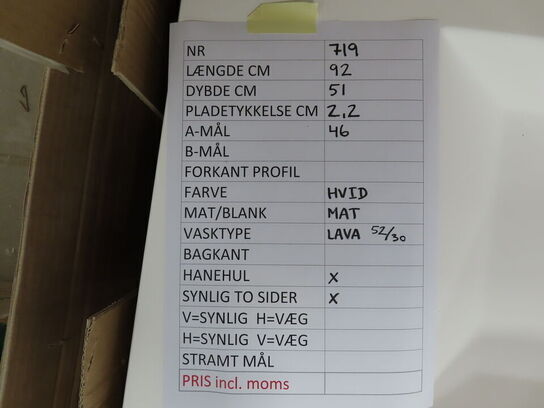 NR 719
LÆNGDE CM 92
DYBDE CM 51
PLADETYKKELSE CM 2,2
A-MÅL 46
B-MÅL
FORKANT PROFIL
FARVE HVID
MAT/BLANK MAT
VASKTYPE LAVA 52/30
BAGKANT
HANEHUL X
SYNLIG TO SIDER X
V=SYNLIG H=VÆG
H=SYNLIG V=VÆG
STRAMT MÅL
PRIS incl. moms